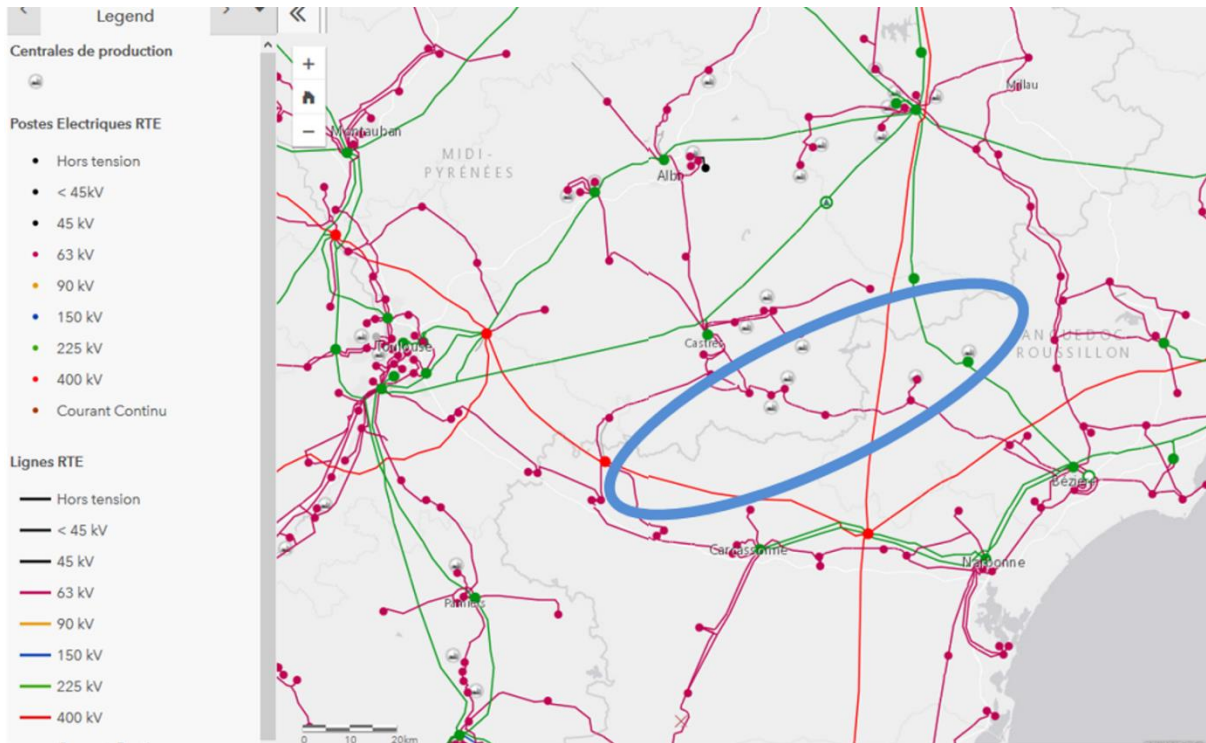 Legend
Centrales de production
Postes Electriques RTE
Hors tension
< 45kV
45 kV
63 kV
90 kV
150 kV
225 kV
400 kV
Courant Continu
Lignes RTE
Hors tension
< 45 kV
45 kV
63 kV
90 kV
150 kV
225 kV
400 kV
+
−
Montauban
MIDI-
PYRÉNÉES
Albi
Millau
Toulouse
Castres
LANGUEDOC
ROUSSILLON
Béziers
Carcassonne
Narbonne
Pamiers
0 10 20km